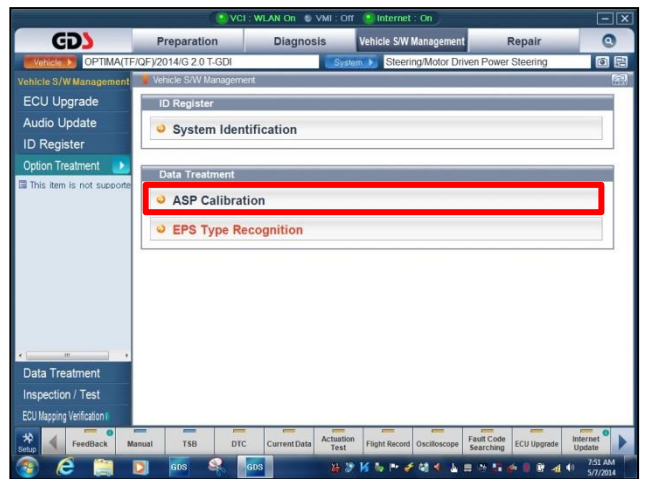 VCI : WLAN On VMI : Off Internet : On
GDS Preparation Diagnosis Vehicle S/W Management Repair
Vehicle OPTIMA(TF/QF)/2014/G 2.0 T-GDI System Steering/Motor Driven Power Steering
Vehicle S/W Management
Vehicle S/W Management
ECU Upgrade
Audio Update
ID Register
Option Treatment
This item is not supporte
ID Register
System Identification
Data Treatment
ASP Calibration
EPS Type Recognition
Data Treatment
Inspection / Test
ECU Mapping Verification
Setup FeedBack Manual TSB DTC Current Data Actuation Test Flight Record Oscilloscope Fault Code Searching ECU Upgrade Internet Update
GDS GDS 7:51 AM
5/7/2014